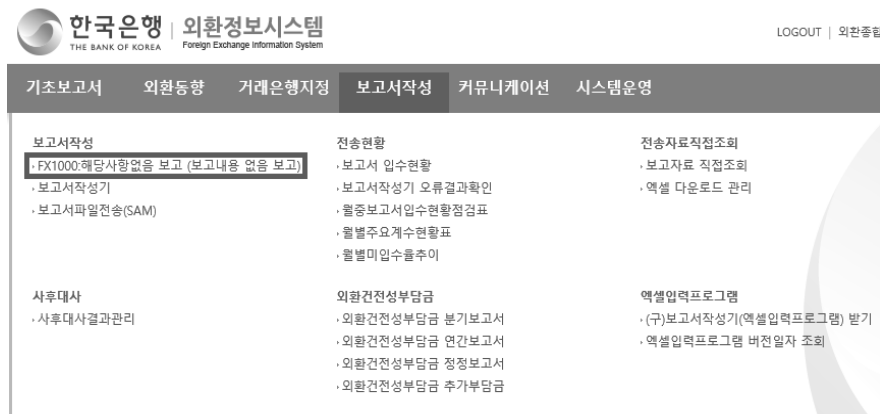 한국은행 | 외환정보시스템
THE BANK OF KOREA Foreign Exchange Information System
LOGOUT | 외환종합
기초보고서 외환동향 거래은행지정 보고서작성 커뮤니케이션 시스템운영
보고서작성
FX1000:해당사항없음 보고 (보고내용 없음 보고)
보고서작성기
보고서파일전송(SAM)
전송현황
보고서 입수현황
보고서작성기 오류결과확인
월중보고서입수현황점검표
월별주요계수현황표
월별미입수율추이
전송자료직접조회
보고자료 직접조회
엑셀 다운로드 관리
사후대사
사후대사결과관리
외환건전성부담금
외환건전성부담금 분기보고서
외환건전성부담금 연간보고서
외환건전성부담금 정정보고서
외환건전성부담금 추가부담금
엑셀입력프로그램
(구)보고서작성기(엑셀입력프로그램) 받기
엑셀입력프로그램 버전일자 조회